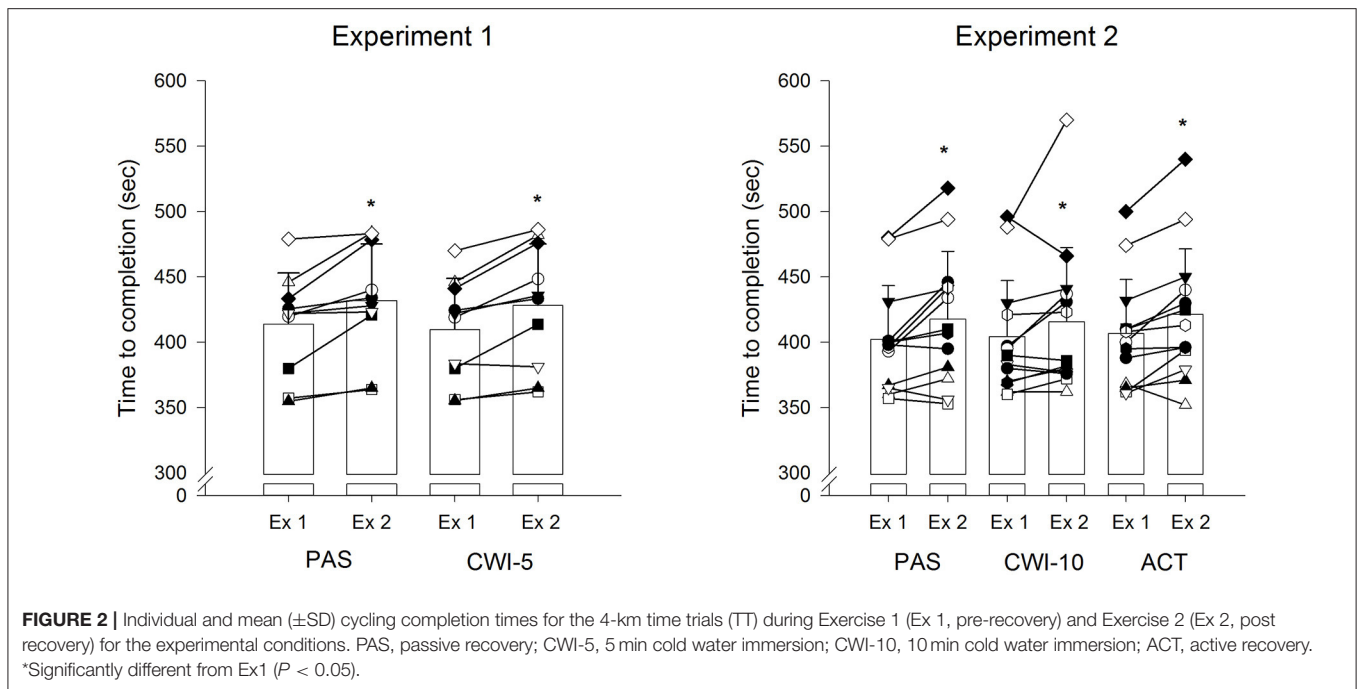 Experiment 1
Experiment 2
Time to completion (sec)
600
550
500
450
400
350
300
0
*
*
Ex 1 Ex 2 Ex 1 Ex 2
PAS CWI-5
Time to completion (sec)
600
550
500
450
400
350
300
0
*
*
*
Ex 1 Ex 2 Ex 1 Ex 2 Ex 1 Ex 2
PAS CWI-10 ACT
FIGURE 2 | Individual and mean (±SD) cycling completion times for the 4-km time trials (TT) during Exercise 1 (Ex 1, pre-recovery) and Exercise 2 (Ex 2, post
recovery) for the experimental conditions. PAS, passive recovery; CWI-5, 5 min cold water immersion; CWI-10, 10 min cold water immersion; ACT, active recovery.
*Significantly different from Ex1 (P < 0.05).